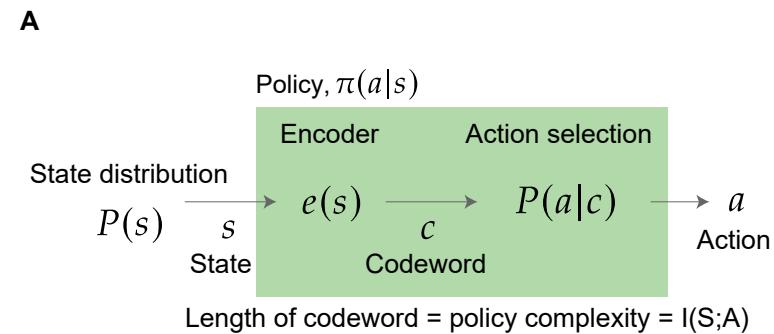 A
Policy, π(a|s)
Encoder
Action selection
State distribution
P(s)
s
State
e(s)
c
Codeword
P(a|c)
a
Action
Length of codeword = policy complexity = I(S;A)